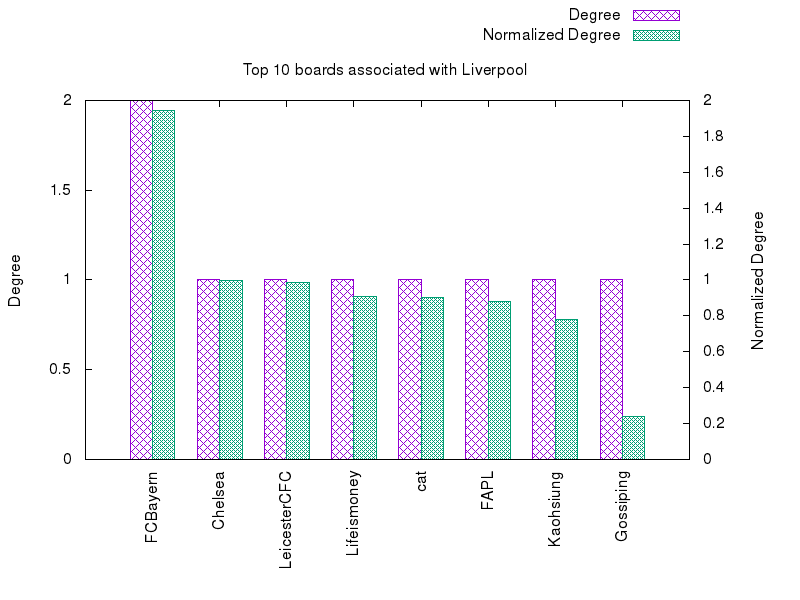 Degree
Normalized Degree
Top 10 boards associated with Liverpool
2
1.5
1
0.5
0
Degree
2
1.8
1.6
1.4
1.2
1
0.8
0.6
0.4
0.2
0
Normalized Degree
FCBayern
Chelsea
LeicesterCFC
Lifeismoney
cat
FAPL
Kaohsiung
Gossiping